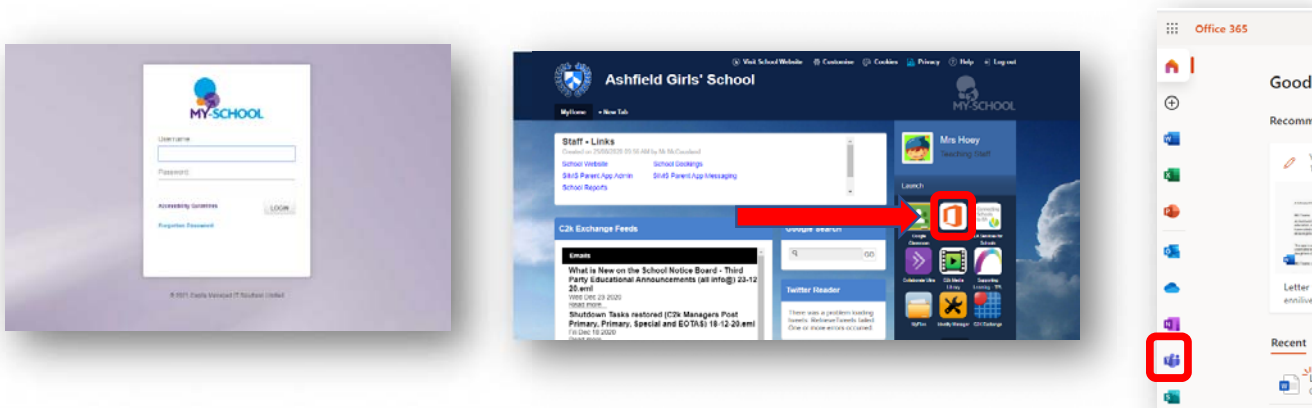 MY-SCHOOL
Username
Password:
Accessibility Guidelines
LOGIN
Forgotten Password
Visit School Website
Customise
Cookies
Privacy
Help
Log out
Ashfield Girls' School
MY-SCHOOL
MyHome
+ New Tab
Staff - Links
School Website
School Bookings
SIMS Parent App Admin
SIMS Parent App Messaging
School Reports
Mrs Hoey
Teaching Staff
Launch
Google
Classroom
Schools
Collaborate Ultra
C2k Media
Library
Supporting
MyFiles
Identity Manager
C2k Exchange
C2k Exchange Feeds
Emails
What is New on the School Notice Board - Third
Party Educational Announcements (all info@) 23-12
20.eml
Wed Dec 23 2020
Read more...
Shutdown Tasks restored (C2k Managers Post
Primary, Primary, Special and EOTAS) 18-12-20.eml
Fri Dec 18 2020
Read more...
Google Search
GO
Twitter Reader
There was a problem loading
tweets. RetrieveTweets failed.
One or more errors occurred.
Office 365
Good
Recomm
Letter
ennilive
Recent